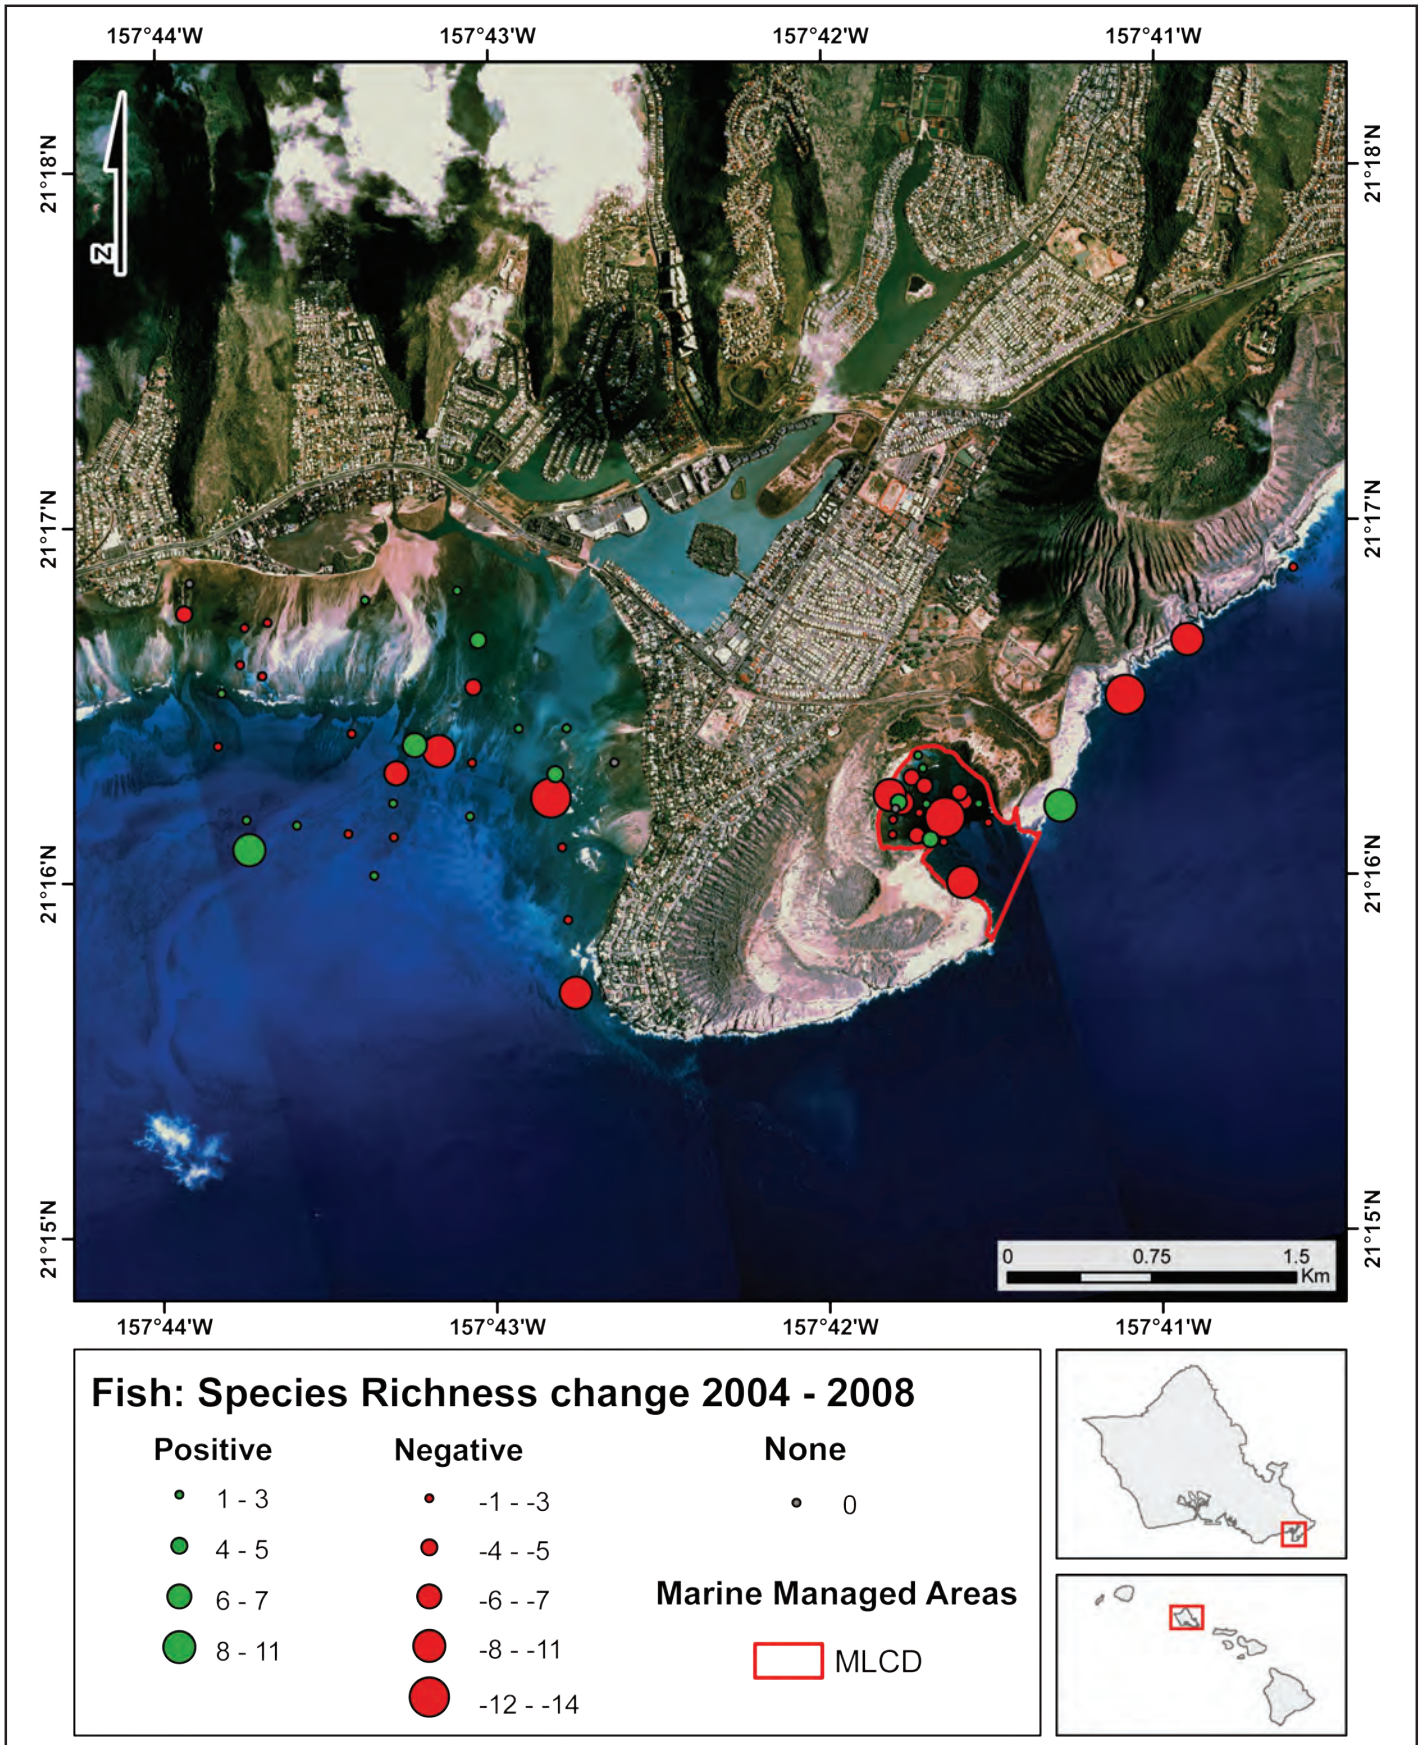 157°44'W 157°43'W 157°42'W 157°41'W
21°18'N 21°18'N
N
21°17'N 21°17'N
21°16'N 21°16'N
21°15'N 21°15'N
0 0.75 1.5
Km
157°44'W 157°43'W 157°42'W 157°41'W
Fish: Species Richness change 2004 - 2008
Positive Negative None
1 - 3 -1 - -3 0
4 - 5 -4 - -5
6 - 7 -6 - -7
8 - 11 -8 - -11
-12 - -14
Marine Managed Areas
MLCD